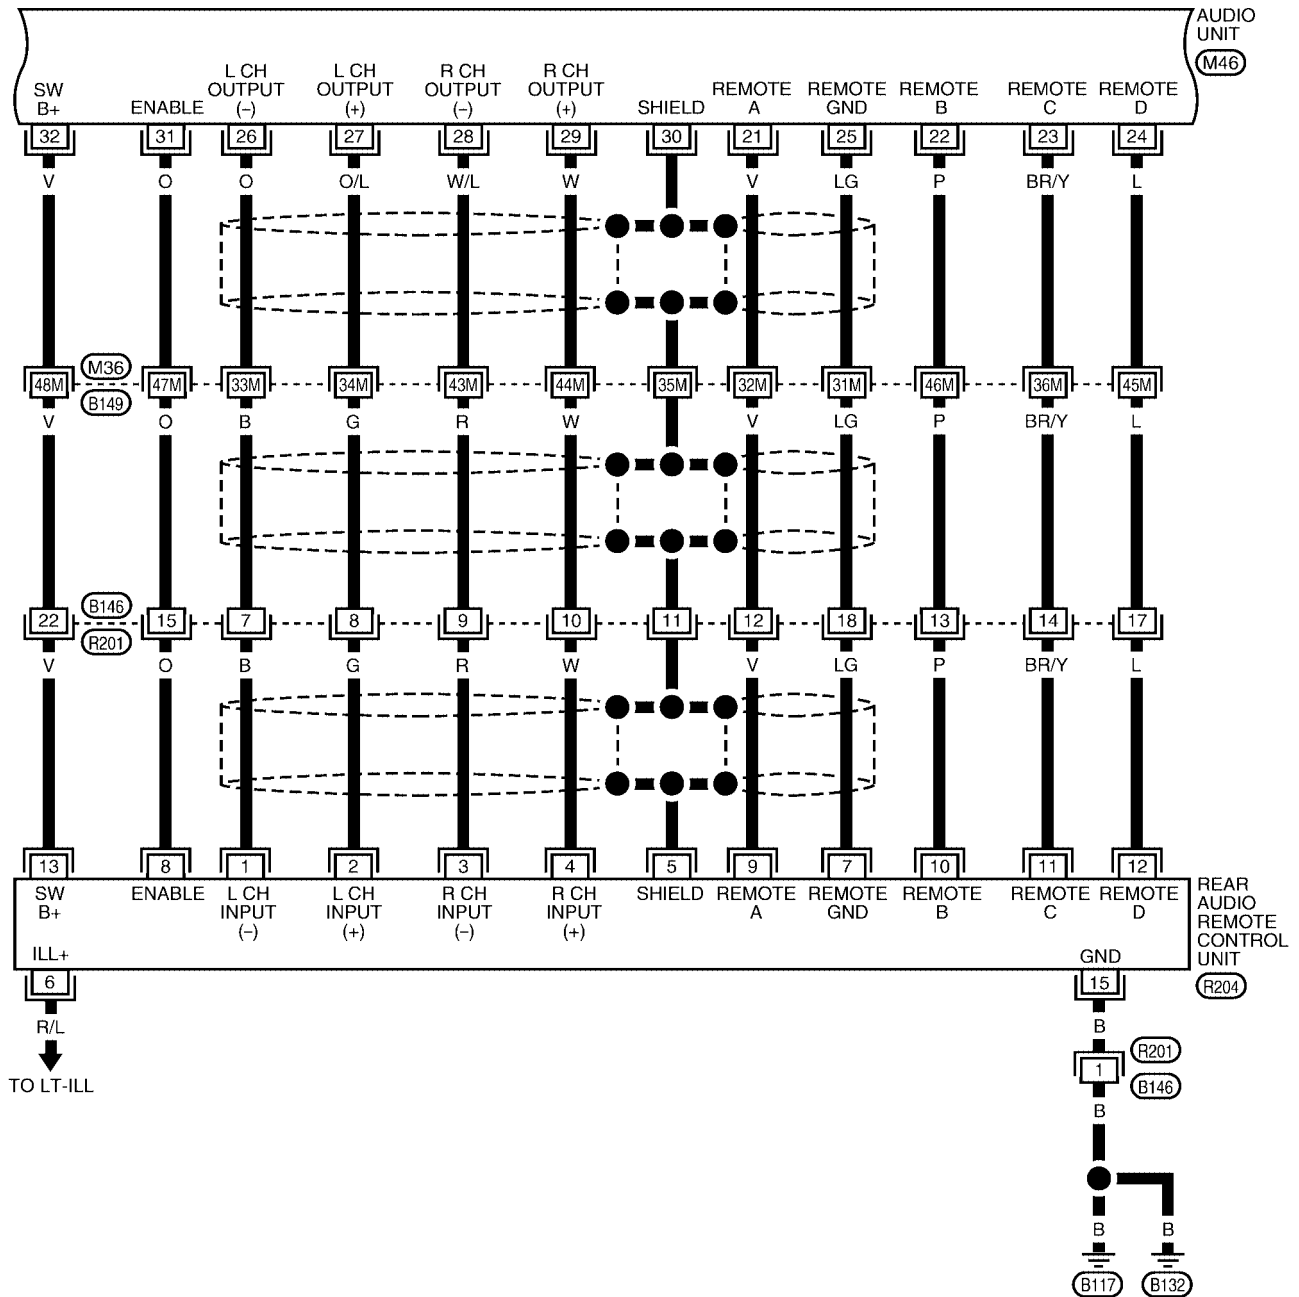 AUDIO
UNIT
M46
SW
B+
ENABLE
L CH
OUTPUT
(–)
L CH
OUTPUT
(+)
R CH
OUTPUT
(–)
R CH
OUTPUT
(+)
SHIELD
REMOTE
A
REMOTE
GND
REMOTE
B
REMOTE
C
REMOTE
D
32 31 26 27 28 29 30 21 25 22 23 24
V O O O/L W/L W V LG P BR/Y L
M36
48M 47M 33M 34M 43M 44M 35M 32M 31M 46M 36M 45M
B149
V O B G R W V LG P BR/Y L
B146
22 15 7 8 9 10 11 12 18 13 14 17
R201
V O B G R W V LG P BR/Y L
13 8 1 2 3 4 5 9 7 10 11 12
SW
B+
ENABLE
L CH
INPUT
(–)
L CH
INPUT
(+)
R CH
INPUT
(–)
R CH
INPUT
(+)
SHIELD
REMOTE
A
REMOTE
GND
REMOTE
B
REMOTE
C
REMOTE
D
REAR
AUDIO
REMOTE
CONTROL
UNIT
R204
ILL+
GND
6
15
R/L
B
TO LT-ILL
R201
1
B146
B
B B
B117 B132